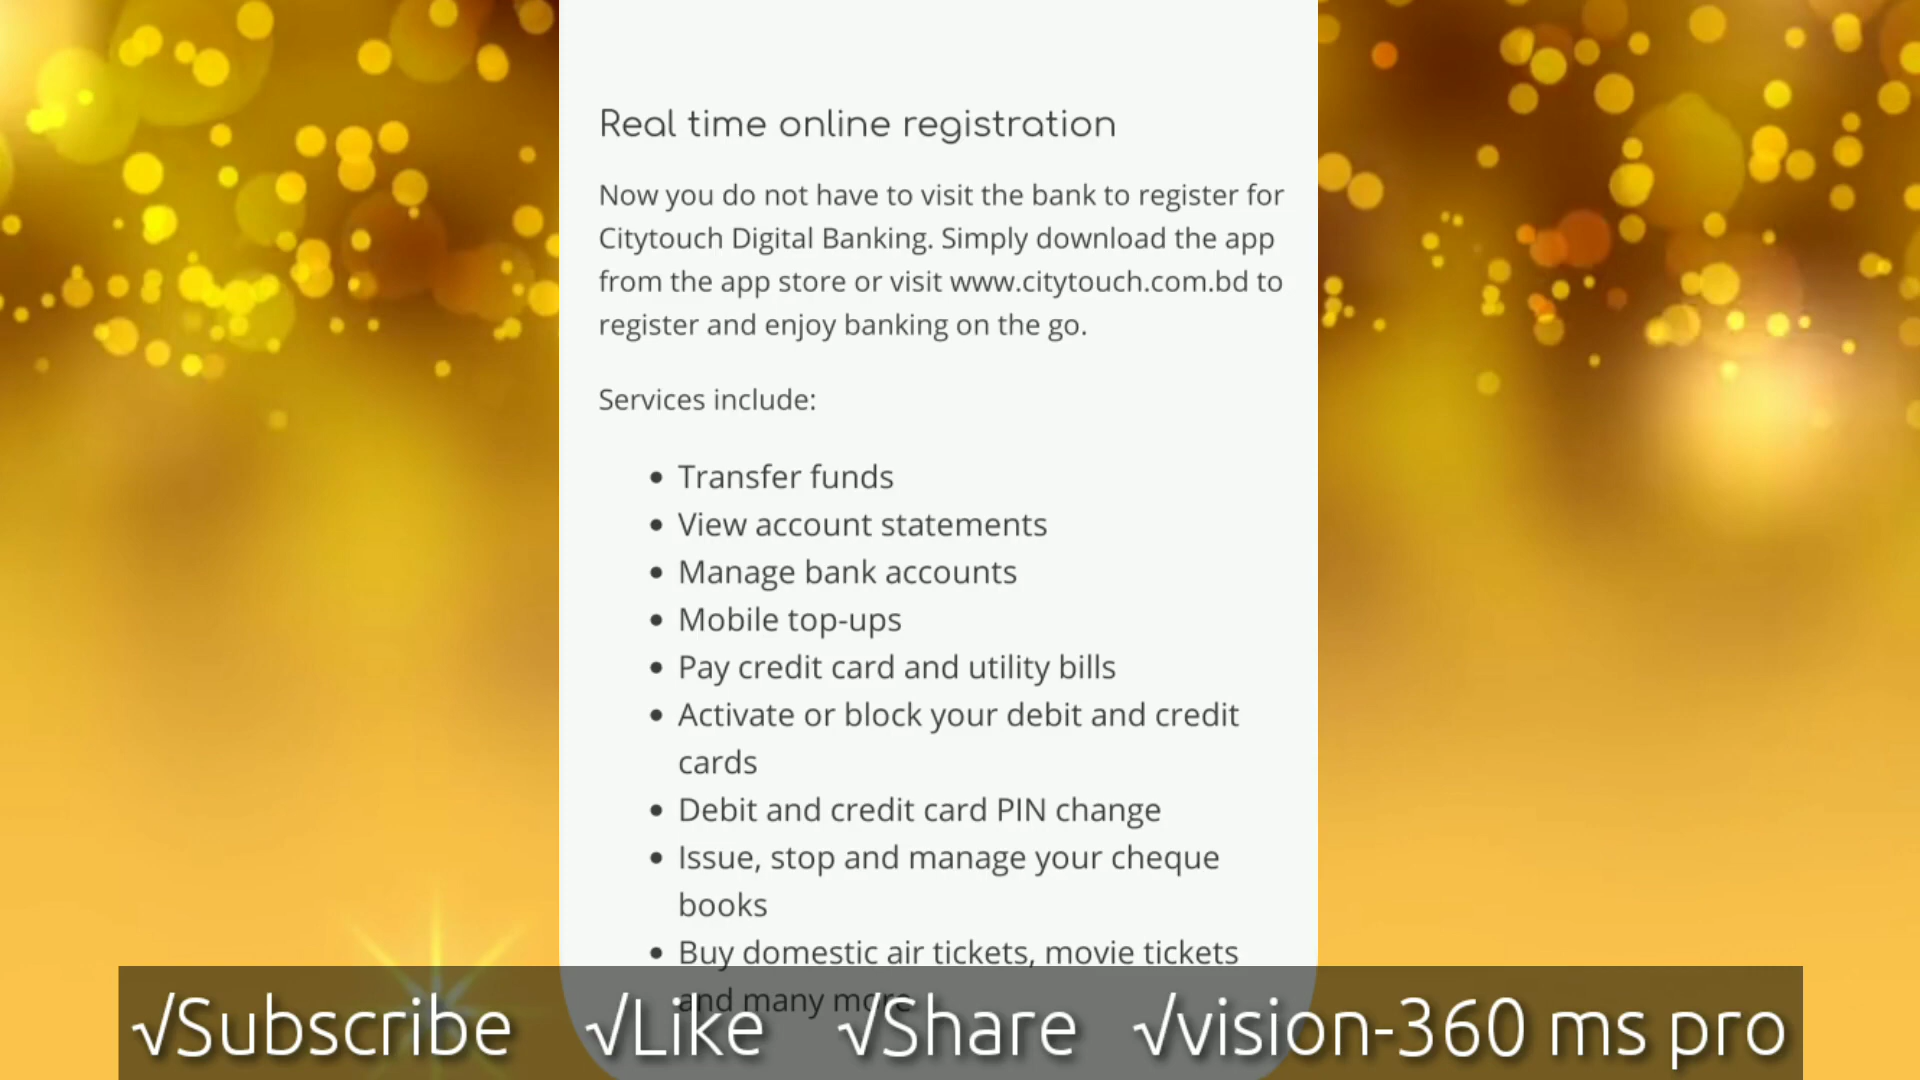 Real time online registration
Now you do not have to visit the bank to register for
Citytouch Digital Banking. Simply download the app
from the app store or visit www.citytouch.com.bd to
register and enjoy banking on the go.
Services include:
• Transfer funds
• View account statements
• Manage bank accounts
• Mobile top-ups
• Pay credit card and utility bills
• Activate or block your debit and credit
cards
• Debit and credit card PIN change
• Issue, stop and manage your cheque
books
• Buy domestic air tickets, movie tickets
and many more
√Subscribe √Like √Share √vision-360 ms pro